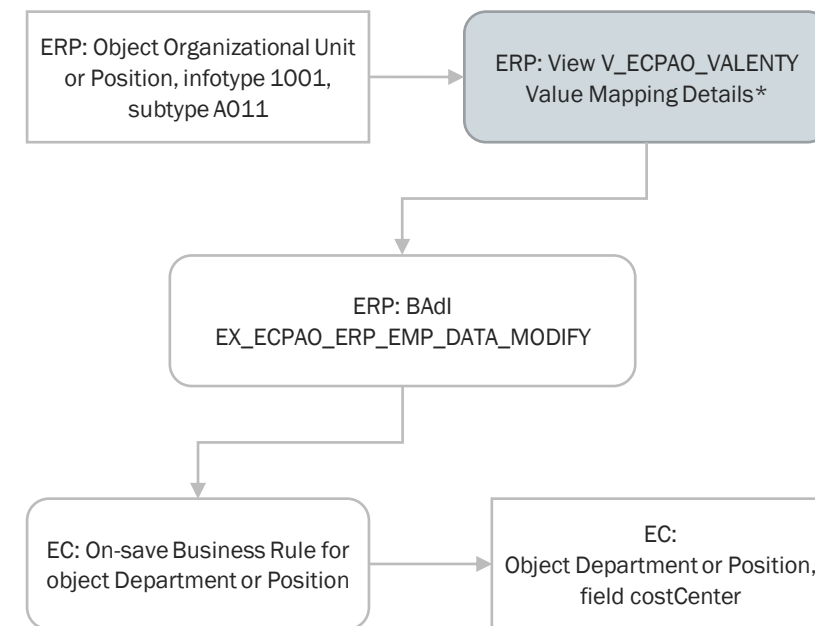 ERP: Object Organizational Unit
or Position, infotype 1001,
subtype A011
ERP: View V_ECPAO_VALENTY
Value Mapping Details*
ERP: BAdI
EX_ECPAO_ERP_EMP_DATA_MODIFY
EC: On-save Business Rule for
object Department or Position
EC:
Object Department or Position,
field costCenter